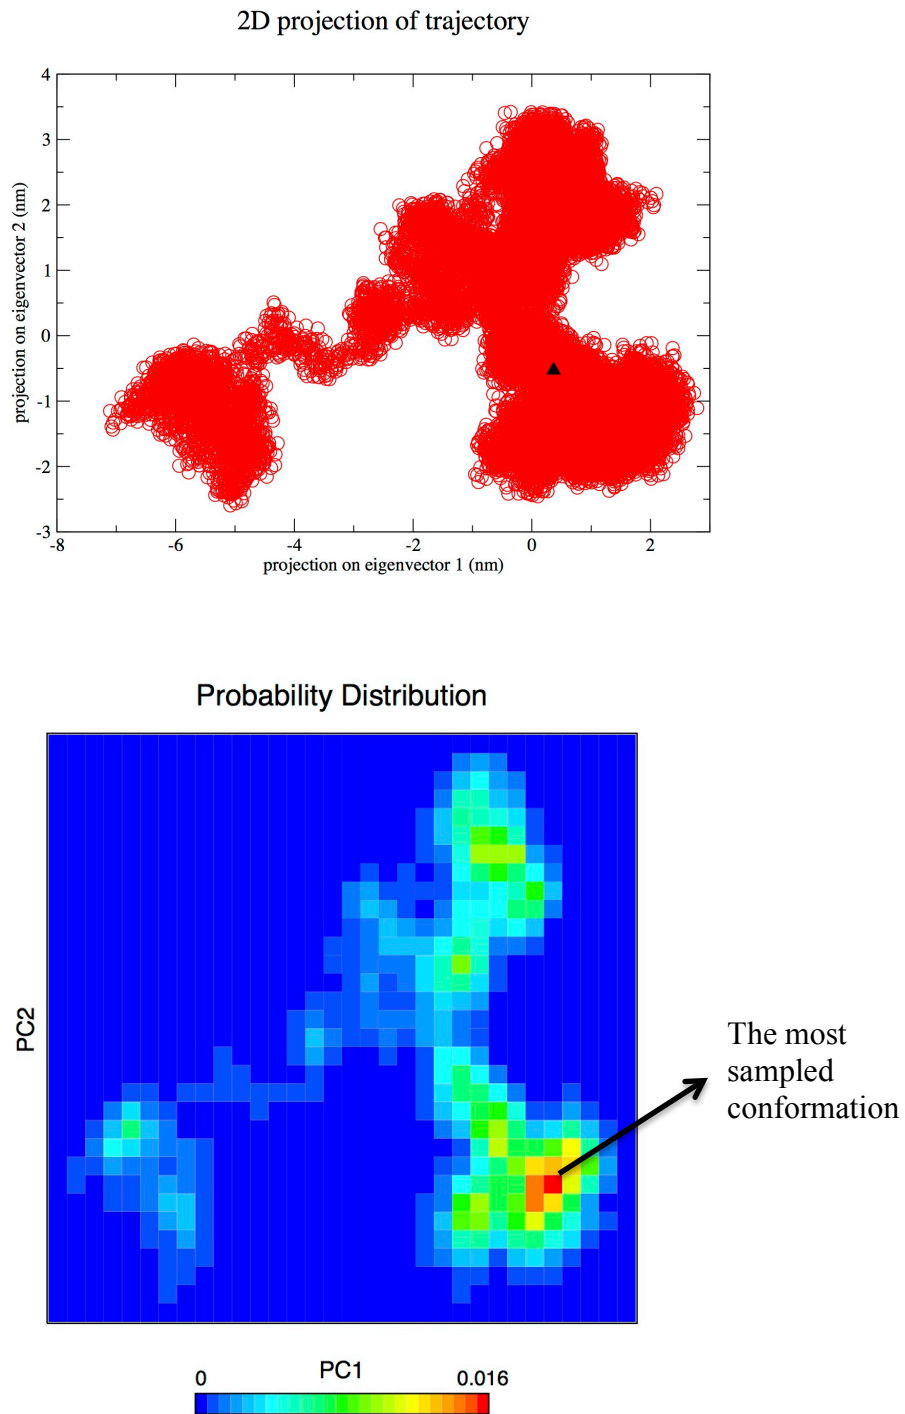 2D projection of trajectory
4
3
2
1
0
-1
-2
-3
projection on eigenvector 2 (nm)
-8
-6
-4
-2
0
2
projection on eigenvector 1 (nm)
Probability Distribution
PC2
The most
sampled
conformation
PC1
0
0.016